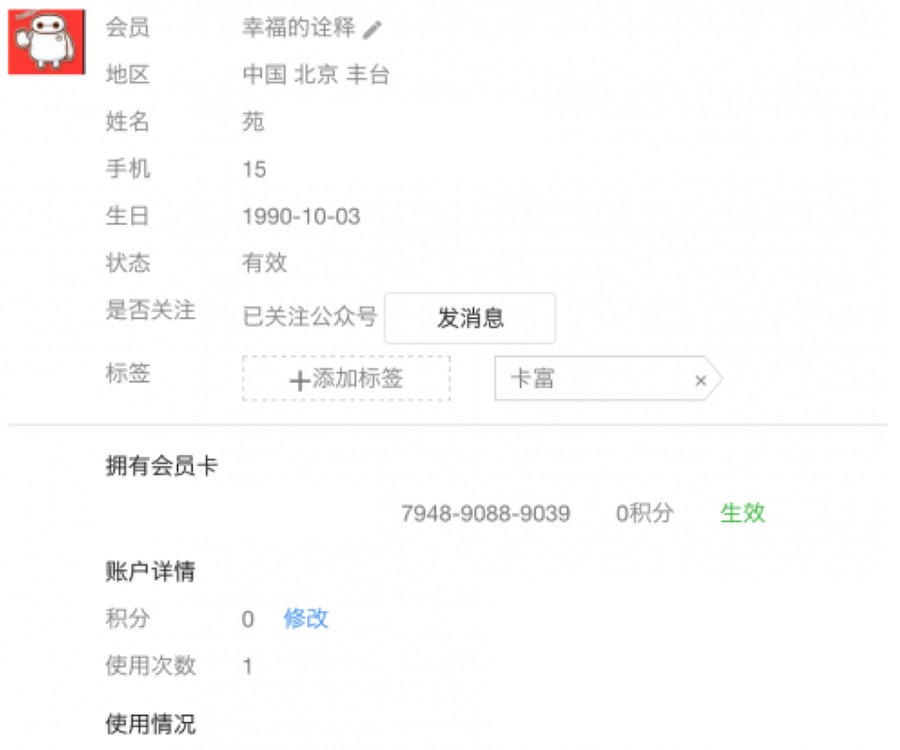 会员 幸福的诠释
地区 中国 北京 丰台
姓名 苑
手机 15
生日 1990-10-03
状态 有效
是否关注 已关注公众号 发消息
标签 +添加标签 卡富 ×
拥有会员卡
7948-9088-9039 0积分 生效
账户详情
积分 0 修改
使用次数 1
使用情况